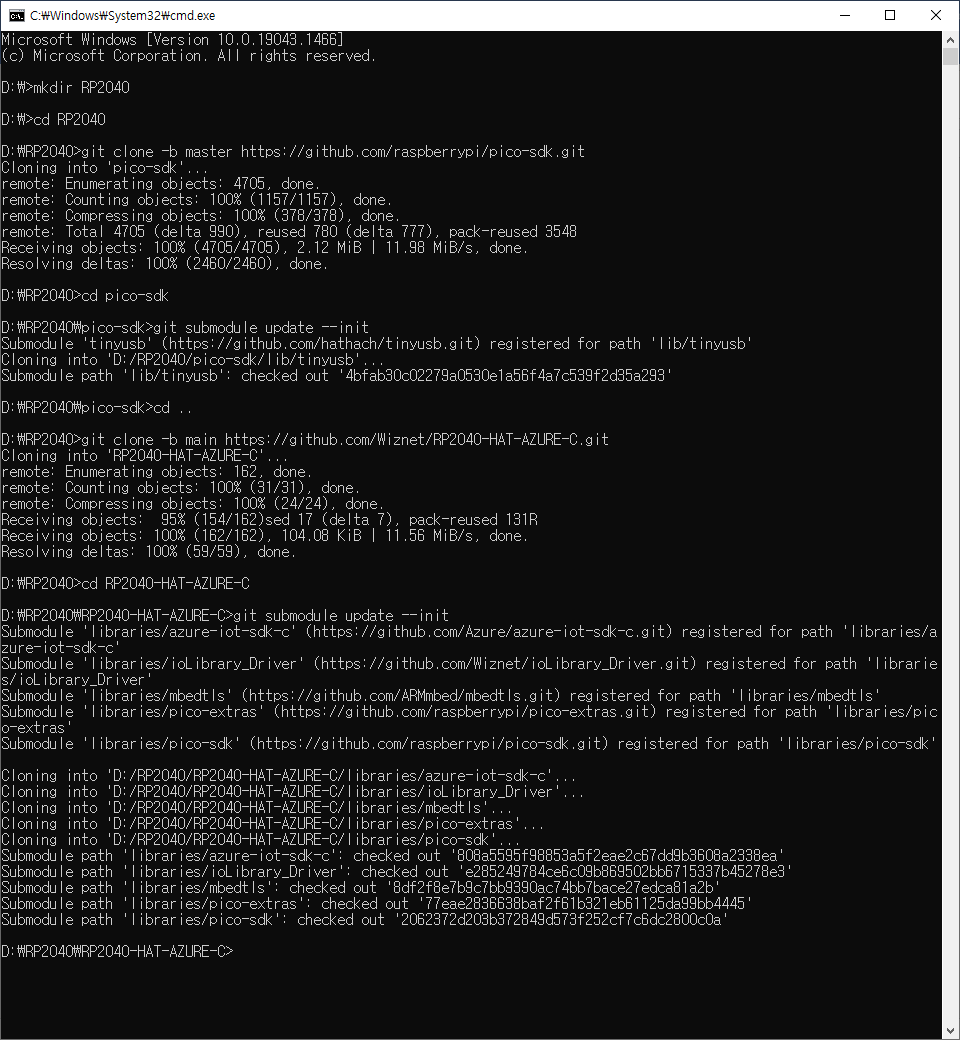 C:₩Windows₩System32₩cmd.exe
Microsoft Windows [Version 10.0.19043.1466]
(c) Microsoft Corporation. All rights reserved.
D:₩>mkdir RP2040
D:₩>cd RP2040
D:₩RP2040>git clone -b master https://github.com/raspberrypi/pico-sdk.git
Cloning into 'pico-sdk'...
remote: Enumerating objects: 4705, done.
remote: Counting objects: 100% (1157/1157), done.
remote: Compressing objects: 100% (378/378), done.
remote: Total 4705 (delta 990), reused 780 (delta 777), pack-reused 3548
Receiving objects: 100% (4705/4705), 2.12 MiB | 11.98 MiB/s, done.
Resolving deltas: 100% (2460/2460), done.
D:₩RP2040>cd pico-sdk
D:₩RP2040₩pico-sdk>git submodule update --init
Submodule 'tinyusb' (https://github.com/hathach/tinyusb.git) registered for path 'lib/tinyusb'
Cloning into 'D:/RP2040/pico-sdk/lib/tinyusb'...
Submodule path 'lib/tinyusb': checked out '4bfab30c02279a0530e1a56f4a7c539f2d35a293'
D:₩RP2040₩pico-sdk>cd ..
D:₩RP2040>git clone -b main https://github.com/Wiznet/RP2040-HAT-AZURE-C.git
Cloning into 'RP2040-HAT-AZURE-C'...
remote: Enumerating objects: 162, done.
remote: Counting objects: 100% (31/31), done.
remote: Compressing objects: 100% (24/24), done.
Receiving objects:  95% (154/162)sed 17 (delta 7), pack-reused 131R
Receiving objects: 100% (162/162), 104.08 KiB | 11.56 MiB/s, done.
Resolving deltas: 100% (59/59), done.
D:₩RP2040>cd RP2040-HAT-AZURE-C
D:₩RP2040₩RP2040-HAT-AZURE-C>git submodule update --init
Submodule 'libraries/azure-iot-sdk-c' (https://github.com/Azure/azure-iot-sdk-c.git) registered for path 'libraries/a
zure-iot-sdk-c'
Submodule 'libraries/ioLibrary_Driver' (https://github.com/Wiznet/ioLibrary_Driver.git) registered for path 'librarie
s/ioLibrary_Driver'
Submodule 'libraries/mbedtls' (https://github.com/ARMmbed/mbedtls.git) registered for path 'libraries/mbedtls'
Submodule 'libraries/pico-extras' (https://github.com/raspberrypi/pico-extras.git) registered for path 'libraries/pic
o-extras'
Submodule 'libraries/pico-sdk' (https://github.com/raspberrypi/pico-sdk.git) registered for path 'libraries/pico-sdk'
Cloning into 'D:/RP2040/RP2040-HAT-AZURE-C/libraries/azure-iot-sdk-c'...
Cloning into 'D:/RP2040/RP2040-HAT-AZURE-C/libraries/ioLibrary_Driver'...
Cloning into 'D:/RP2040/RP2040-HAT-AZURE-C/libraries/mbedtls'...
Cloning into 'D:/RP2040/RP2040-HAT-AZURE-C/libraries/pico-extras'...
Cloning into 'D:/RP2040/RP2040-HAT-AZURE-C/libraries/pico-sdk'...
Submodule path 'libraries/azure-iot-sdk-c': checked out '808a5595f98853a5f2eae2c67dd9b3608a2338ea'
Submodule path 'libraries/ioLibrary_Driver': checked out 'e285249784ce6c09b869502bb6715337b45278e3'
Submodule path 'libraries/mbedtls': checked out '8df2f8e7b9c7bb9390ac74bb7bace27edca81a2b'
Submodule path 'libraries/pico-extras': checked out '77eae2836638baf2f61b321eb61125da99bb4445'
Submodule path 'libraries/pico-sdk': checked out '2062372d203b372849d573f252cf7c6dc2800c0a'
D:₩RP2040₩RP2040-HAT-AZURE-C>